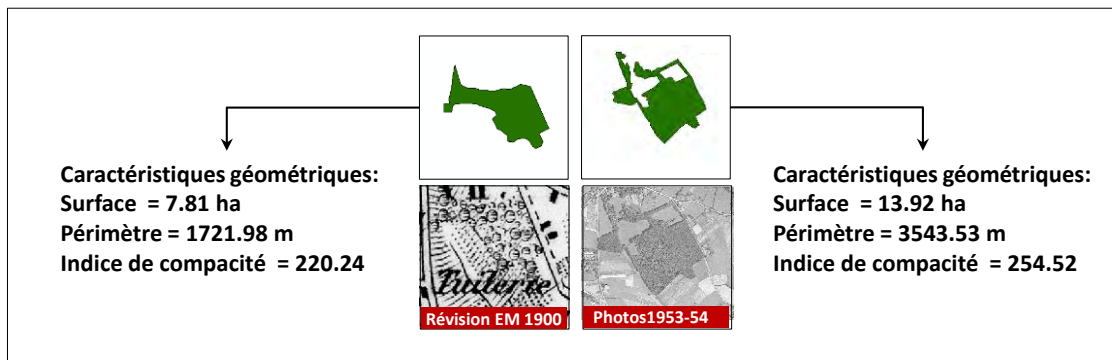 Caractéristiques géométriques:
Surface = 7.81 ha
Périmètre = 1721.98 m
Indice de compacité = 220.24
Tuilerie
Révision EM 1900
Photos1953-54
Caractéristiques géométriques:
Surface = 13.92 ha
Périmètre = 3543.53 m
Indice de compacité = 254.52